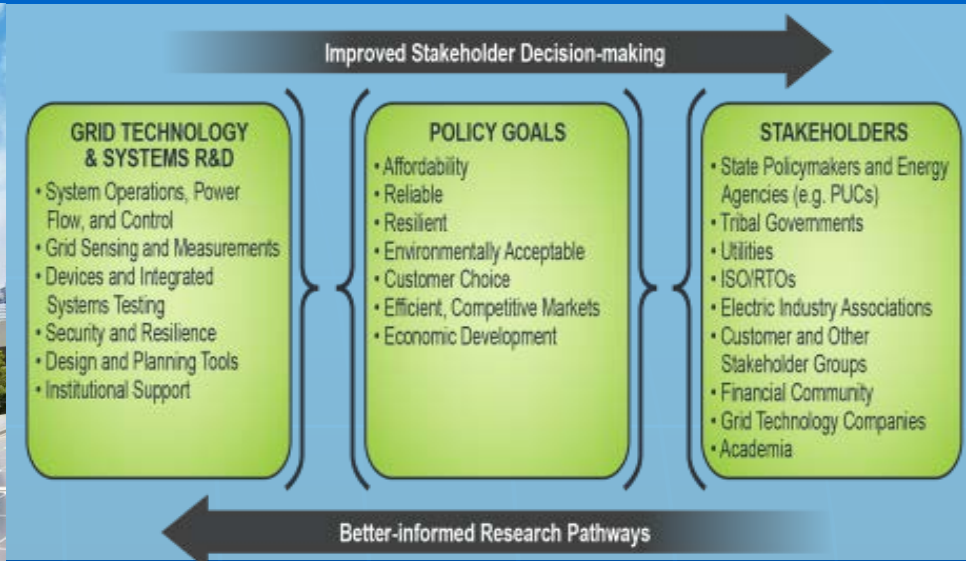 Improved Stakeholder Decision-making
GRID TECHNOLOGY
& SYSTEMS R&D
• System Operations, Power
Flow, and Control
• Grid Sensing and Measurements
• Devices and Integrated
Systems Testing
• Security and Resilience
• Design and Planning Tools
• Institutional Support
POLICY GOALS
• Affordability
• Reliable
• Resilient
• Environmentally Acceptable
• Customer Choice
• Efficient, Competitive Markets
• Economic Development
STAKEHOLDERS
• State Policymakers and Energy
Agencies (e.g. PUCs)
• Tribal Governments
• Utilities
• ISO/RTOs
• Electric Industry Associations
• Customer and Other
Stakeholder Groups
• Financial Community
• Grid Technology Companies
• Academia
Better-informed Research Pathways